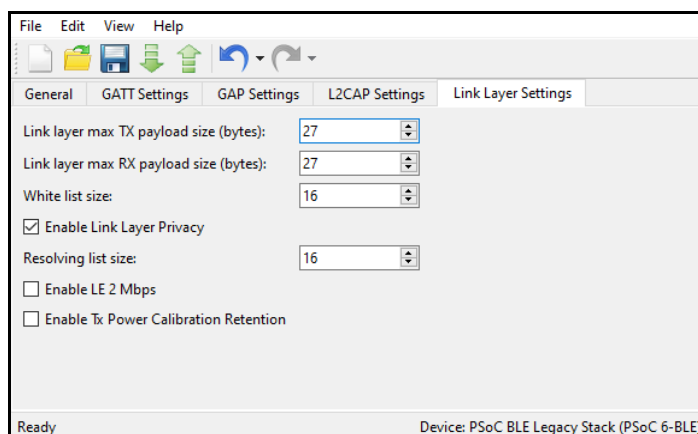 File Edit View Help
General GATT Settings GAP Settings L2CAP Settings Link Layer Settings
Link layer max TX payload size (bytes): 27
Link layer max RX payload size (bytes): 27
White list size: 16
Enable Link Layer Privacy
Resolving list size: 16
Enable LE 2 Mbps
Enable Tx Power Calibration Retention
Ready Device: PSoC BLE Legacy Stack (PSoC 6-BLE)